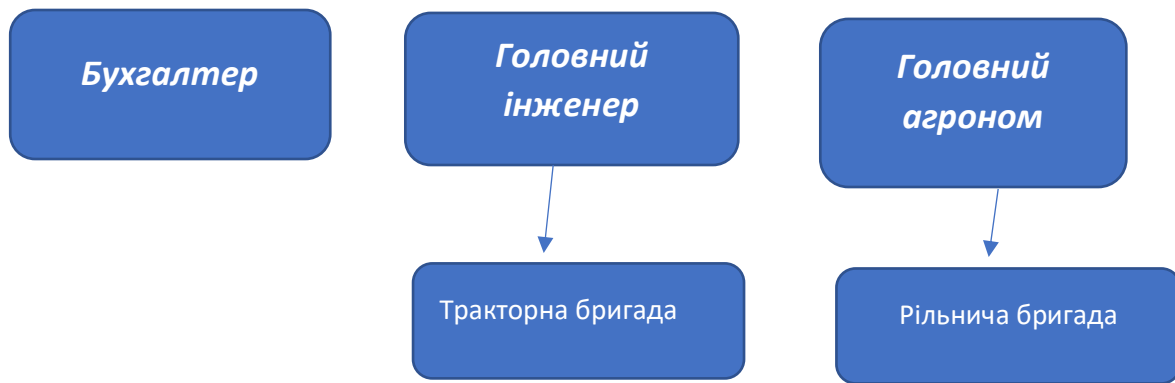 Бухгалтер
Головний
інженер
Головний
агроном
Тракторна бригада
Рільнича бригада